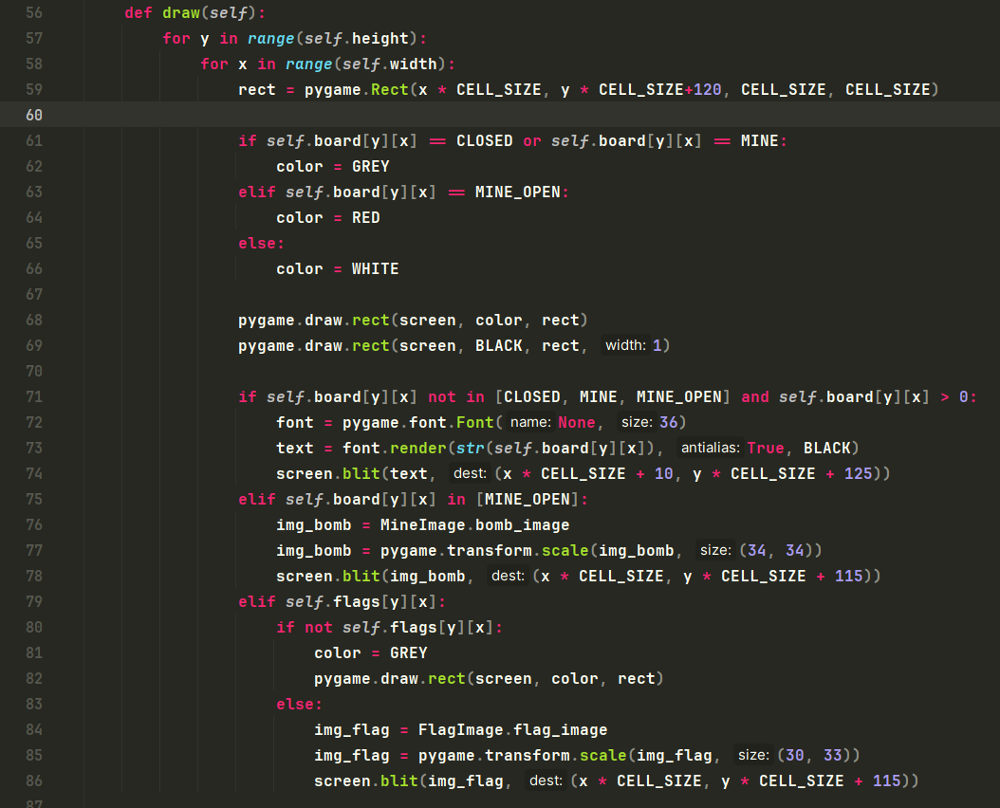 56 def draw(self):
57 for y in range(self.height):
58 for x in range(self.width):
59 rect = pygame.Rect(x * CELL_SIZE, y * CELL_SIZE+120, CELL_SIZE, CELL_SIZE)
60
61 if self.board[y][x] == CLOSED or self.board[y][x] == MINE:
62 color = GREY
63 elif self.board[y][x] == MINE_OPEN:
64 color = RED
65 else:
66 color = WHITE
67
68 pygame.draw.rect(screen, color, rect)
69 pygame.draw.rect(screen, BLACK, rect, width: 1)
70
71 if self.board[y][x] not in [CLOSED, MINE, MINE_OPEN] and self.board[y][x] > 0:
72 font = pygame.font.Font( name: None, size: 36)
73 text = font.render(str(self.board[y][x]), antialias: True, BLACK)
74 screen.blit(text, dest: (x * CELL_SIZE + 10, y * CELL_SIZE + 125))
75 elif self.board[y][x] in [MINE_OPEN]:
76 img_bomb = MineImage.bomb_image
77 img_bomb = pygame.transform.scale(img_bomb, size: (34, 34))
78 screen.blit(img_bomb, dest: (x * CELL_SIZE, y * CELL_SIZE + 115))
79 elif self.flags[y][x]:
80 if not self.flags[y][x]:
81 color = GREY
82 pygame.draw.rect(screen, color, rect)
83 else:
84 img_flag = FlagImage.flag_image
85 img_flag = pygame.transform.scale(img_flag, size: (30, 33))
86 screen.blit(img_flag, dest: (x * CELL_SIZE, y * CELL_SIZE + 115))
87